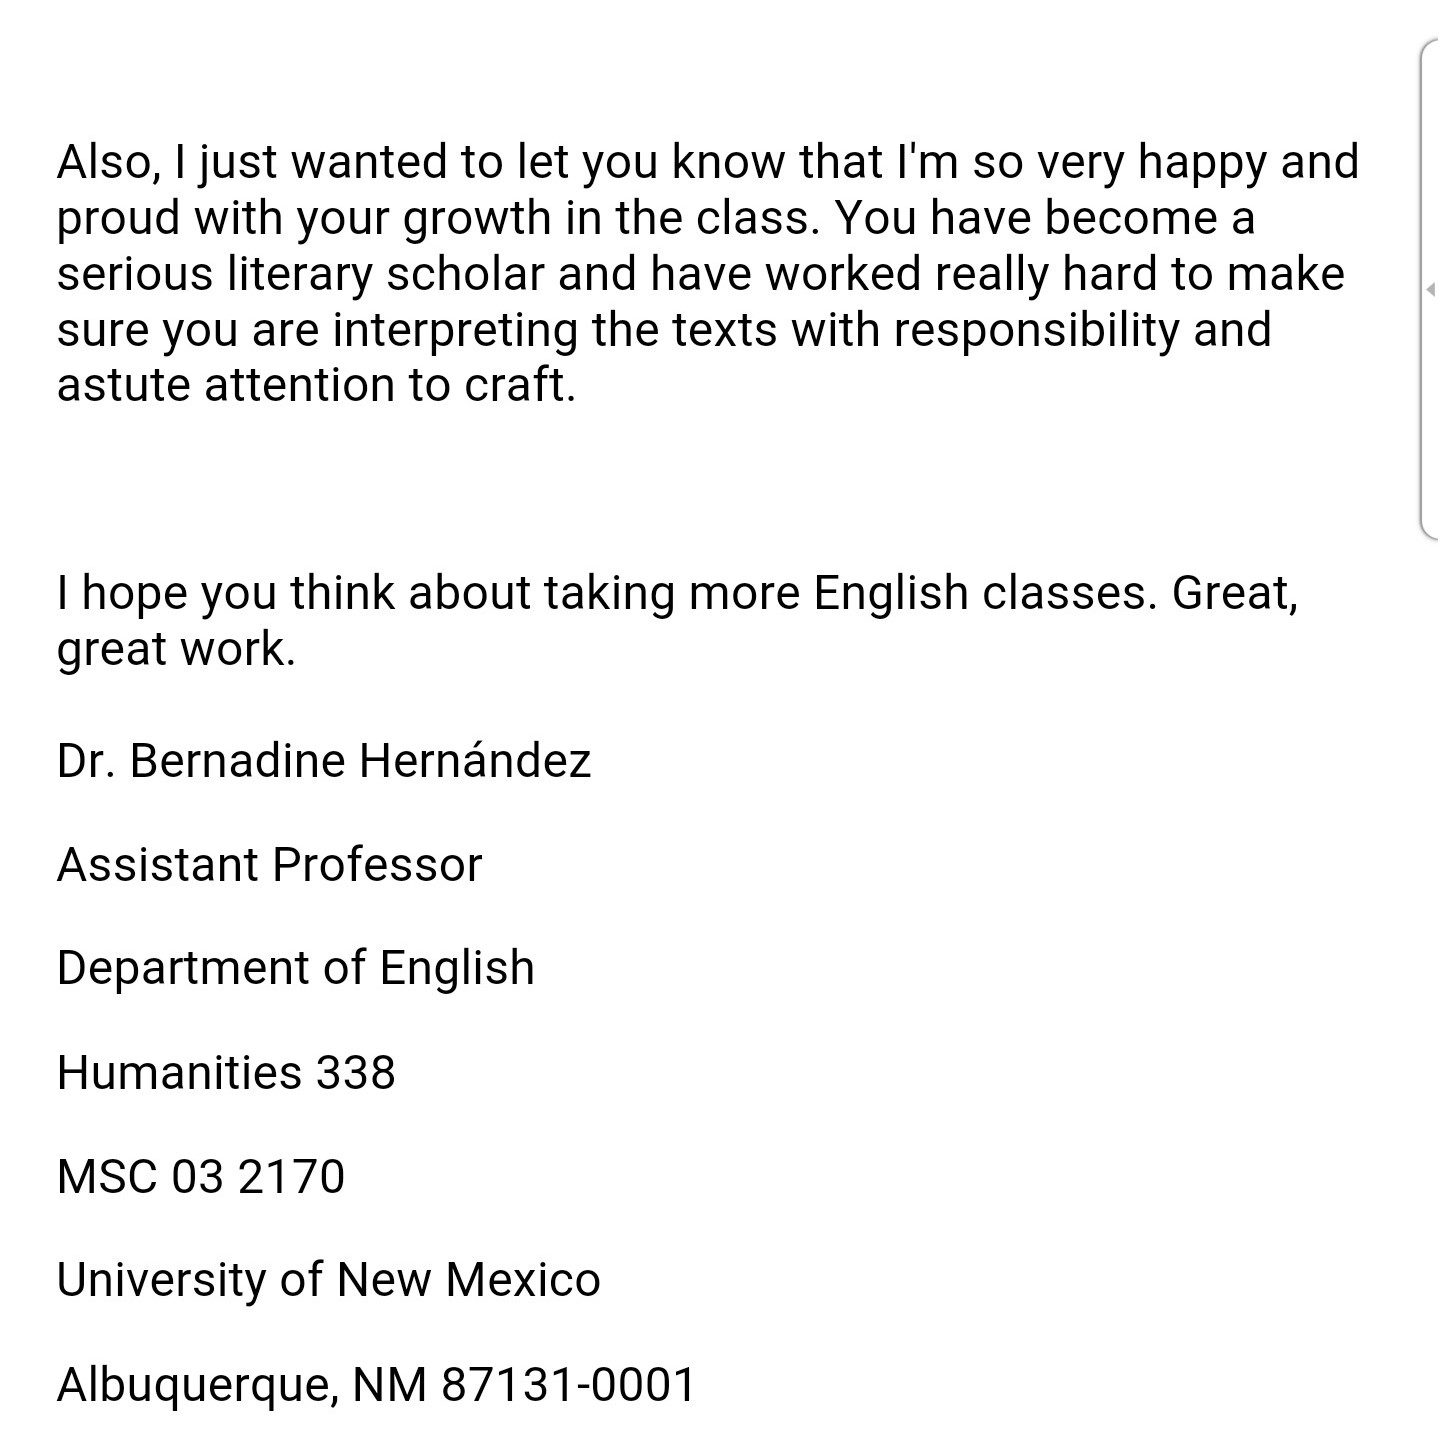 Also, I just wanted to let you know that I'm so very happy and
proud with your growth in the class. You have become a
serious literary scholar and have worked really hard to make
sure you are interpreting the texts with responsibility and
astute attention to craft.
I hope you think about taking more English classes. Great,
great work.
Dr. Bernadine Hernández
Assistant Professor
Department of English
Humanities 338
MSC 03 2170
University of New Mexico
Albuquerque, NM 87131-0001